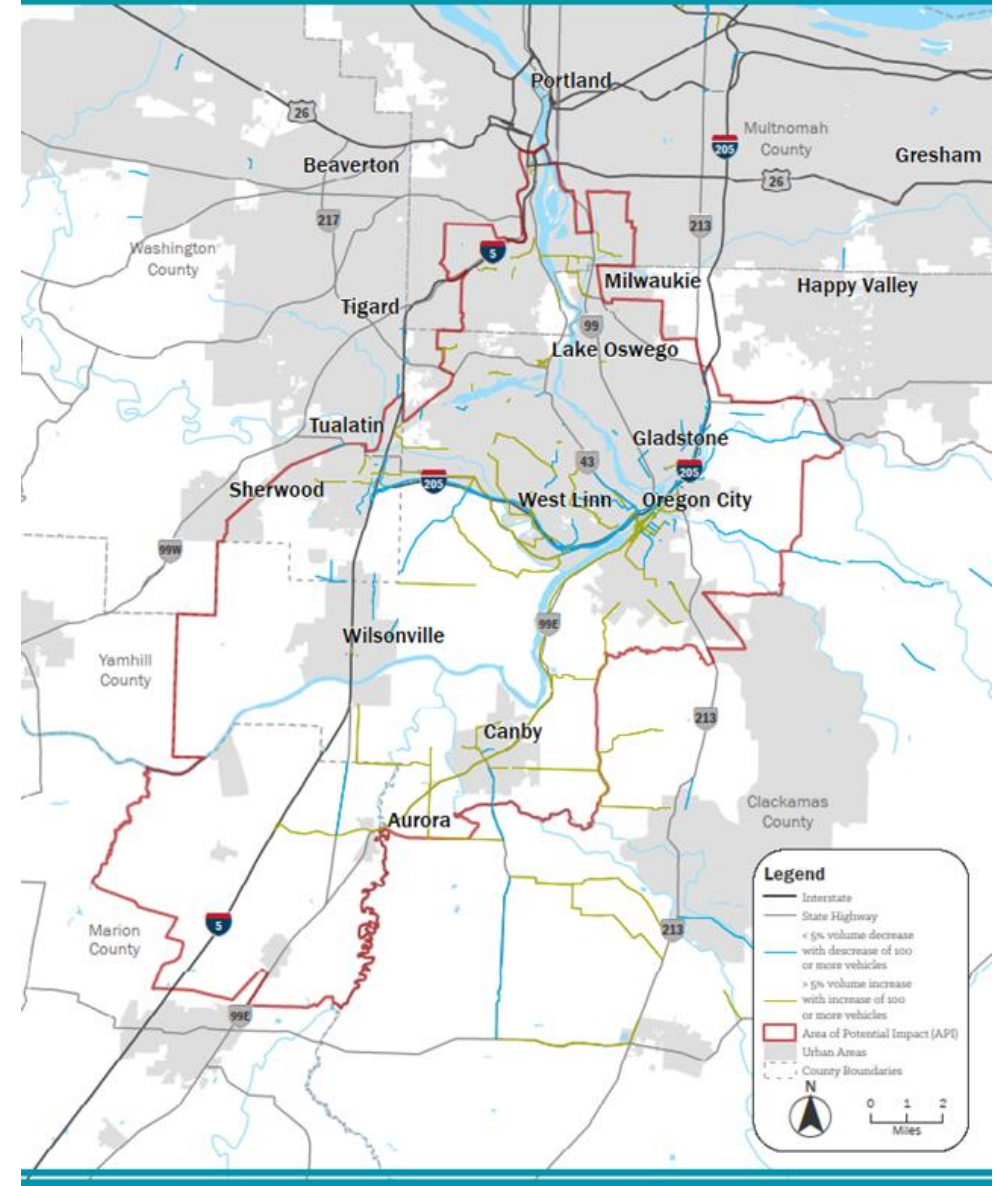 Portland
26
Multnomah
County
205
Gresham
Beaverton
26
217
213
Washington
County
5
Milwaukie
Happy Valley
Tigard
99
Lake Oswego
Tualatin
Gladstone
43
205
Sherwood
205
West Linn
Oregon City
99W
99E
Wilsonville
Yamhill
County
213
Canby
Clackamas
County
Aurora
Marion
County
5
213
99E
Legend
Interstate
State Highway
< 5% volume decrease
with descrease of 100
or more vehicles
> 5% volume increase
with increase of 100
or more vehicles
Area of Potential Impact (API)
Urban Areas
County Boundaries
N
0 1 2
Miles